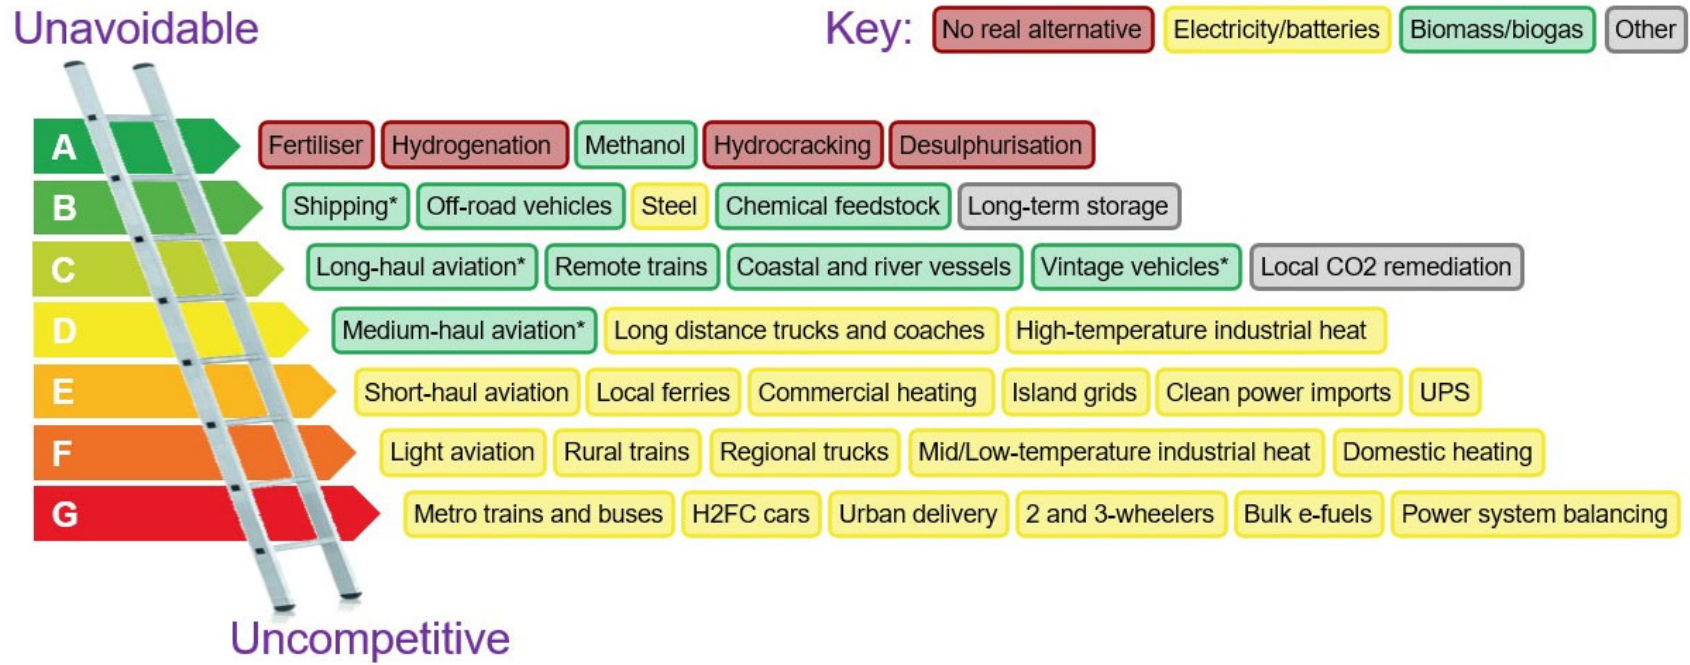 Unavoidable
Key: No real alternative Electricity/batteries Biomass/biogas Other
A Fertiliser Hydrogenation Methanol Hydrocracking Desulphurisation
B Shipping* Off-road vehicles Steel Chemical feedstock Long-term storage
C Long-haul aviation* Remote trains Coastal and river vessels Vintage vehicles* Local CO2 remediation
D Medium-haul aviation* Long distance trucks and coaches High-temperature industrial heat
E Short-haul aviation Local ferries Commercial heating Island grids Clean power imports UPS
F Light aviation Rural trains Regional trucks Mid/Low-temperature industrial heat Domestic heating
G Metro trains and buses H2FC cars Urban delivery 2 and 3-wheelers Bulk e-fuels Power system balancing
Uncompetitive